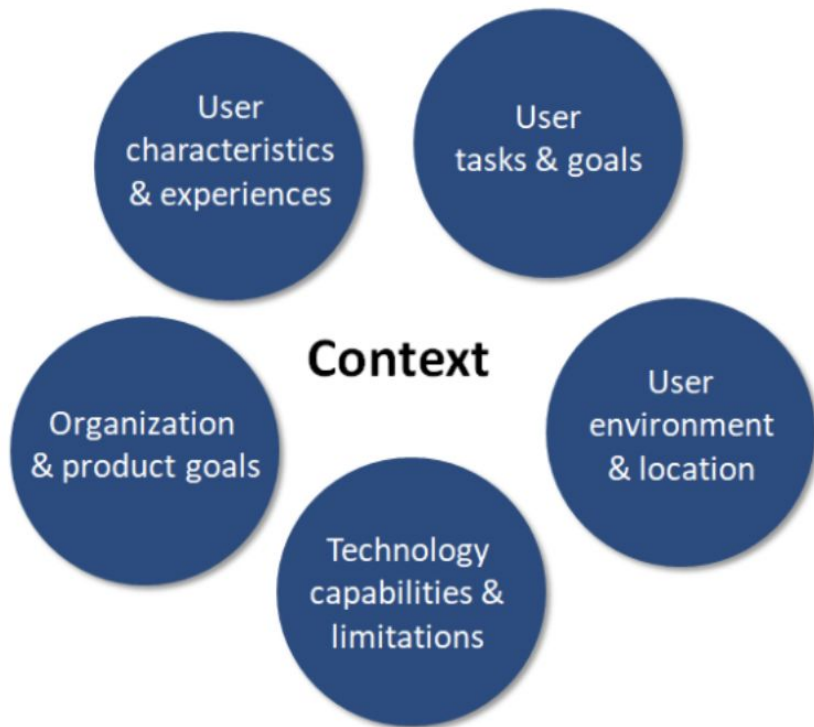 User
characteristics
& experiences
User
tasks & goals
Context
User
environment
& location
Organization
& product goals
Technology
capabilities &
limitations